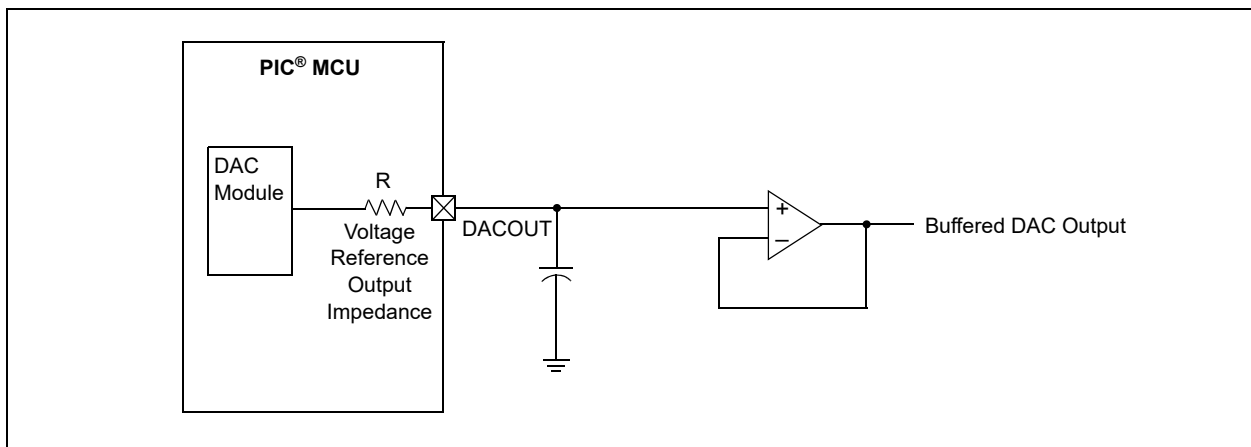 PIC® MCU
DAC
Module
R
Voltage
Reference
Output
Impedance
DACOUT
+
−
Buffered DAC Output